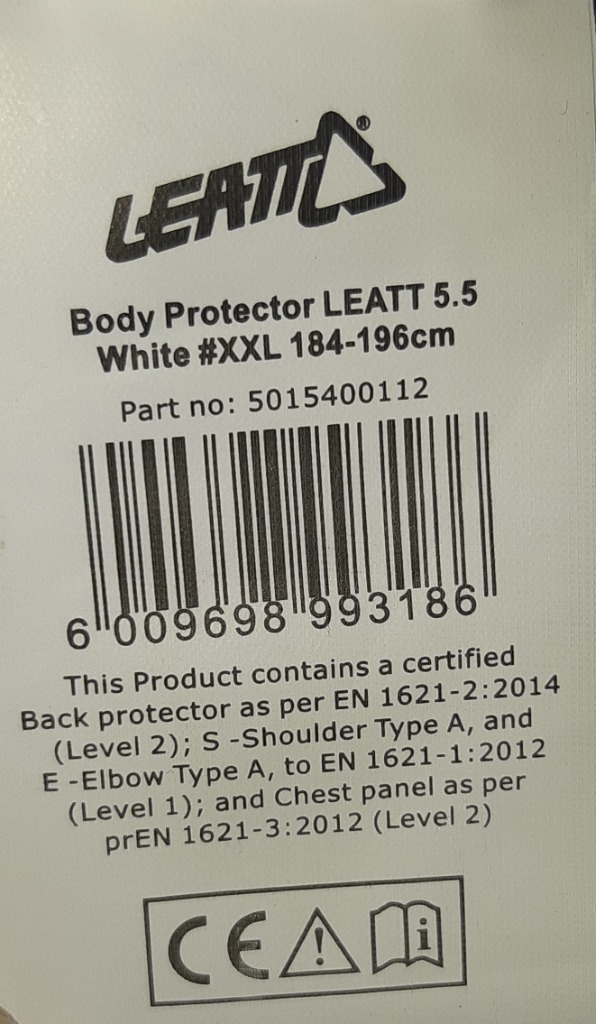 LEATT®
Body Protector LEATT 5.5
White #XXL 184-196cm
Part no: 5015400112
6 009698 993186
This Product contains a certified
Back protector as per EN 1621-2:2014
(Level 2); S -Shoulder Type A, and
E -Elbow Type A, to EN 1621-1:2012
(Level 1); and Chest panel as per
prEN 1621-3:2012 (Level 2)
CE ! i